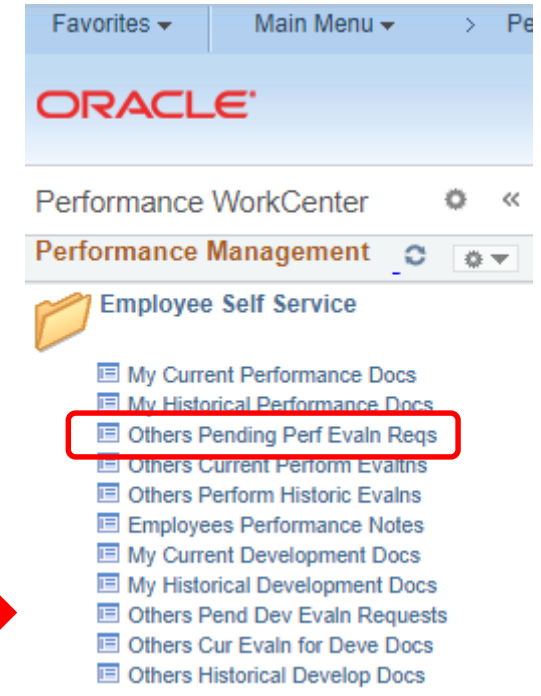 Favorites Main Menu > Pe
ORACLE
Performance WorkCenter «
Performance Management
Employee Self Service
My Current Performance Docs
My Historical Performance Docs
Others Pending Perf Evaln Reqs
Others Current Perform Evaltns
Others Perform Historic Evalns
Employees Performance Notes
My Current Development Docs
My Historical Development Docs
Others Pend Dev Evaln Requests
Others Cur Evaln for Deve Docs
Others Historical Develop Docs